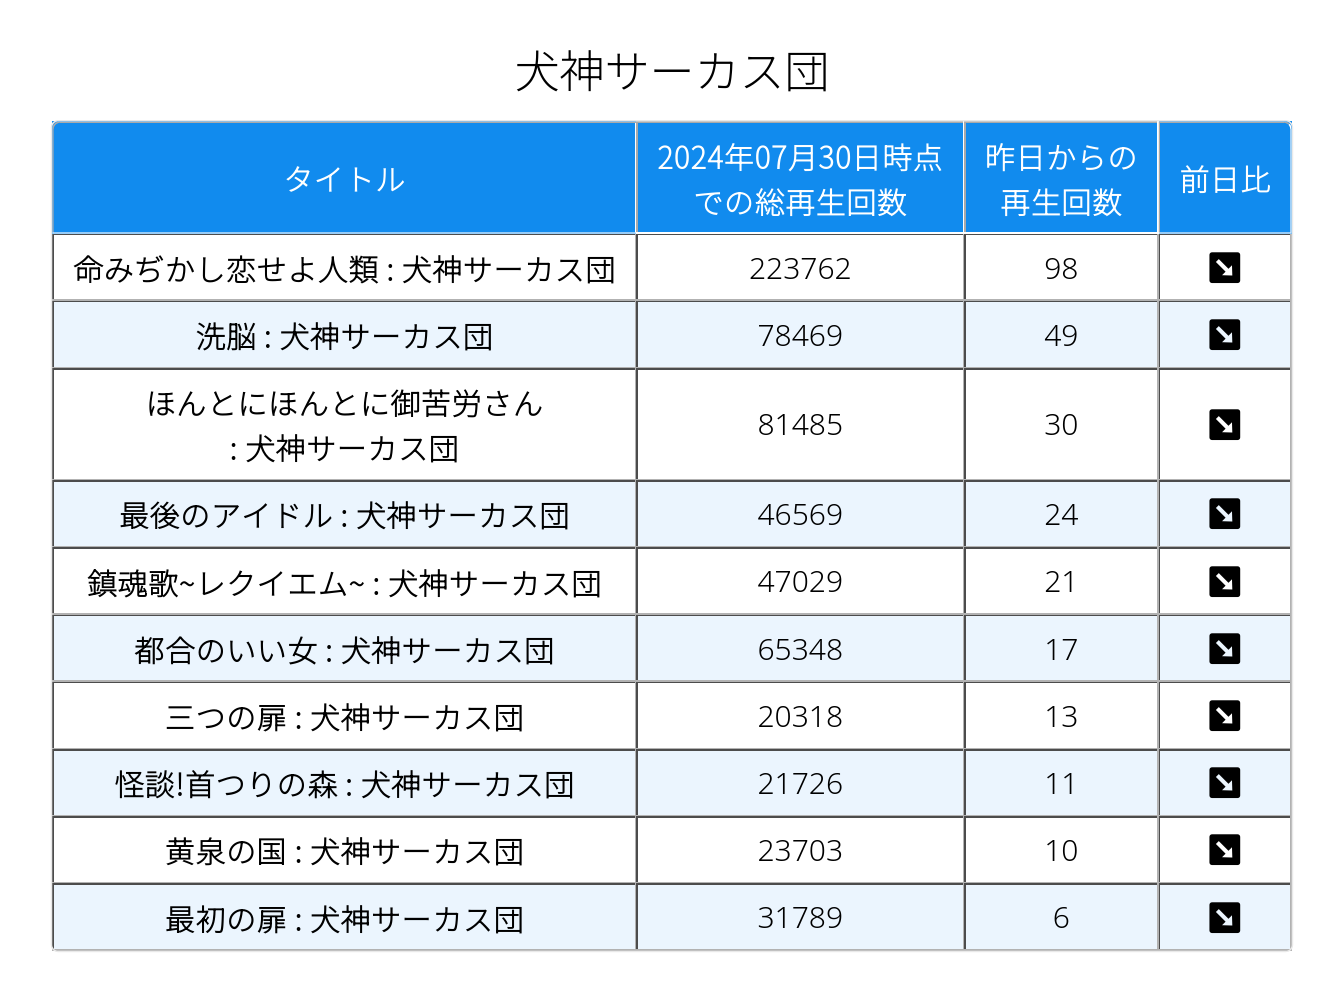 犬神サーカス団
タイトル
2024年07月30日時点
での総再生回数
昨日からの
再生回数
前日比
命みぢかし恋せよ人類 : 犬神サーカス団
223762
98
洗脳 : 犬神サーカス団
78469
49
ほんとにほんとに御苦労さん
: 犬神サーカス団
81485
30
最後のアイドル : 犬神サーカス団
46569
24
鎮魂歌~レクイエム~ : 犬神サーカス団
47029
21
都合のいい女 : 犬神サーカス団
65348
17
三つの扉 : 犬神サーカス団
20318
13
怪談!首つりの森 : 犬神サーカス団
21726
11
黄泉の国 : 犬神サーカス団
23703
10
最初の扉 : 犬神サーカス団
31789
6